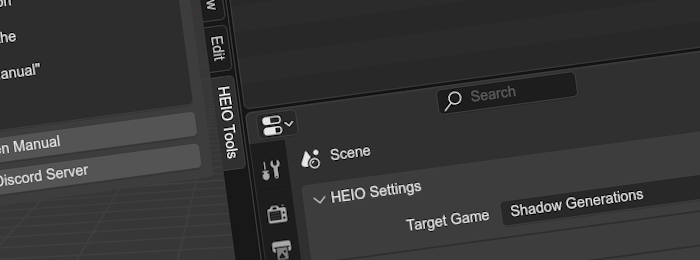 he
anual"
Manual
Discord Server
Edit
HEIO Tools
Search
Scene
HEIO Settings
Target Game
Shadow Generations